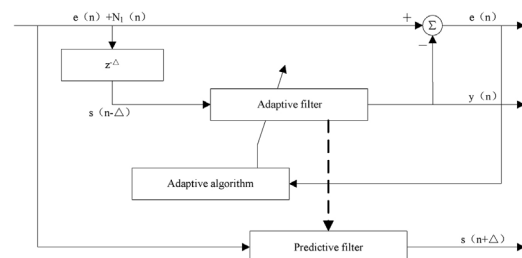 e（n）+N₁（n）
+
Σ
e（n）
−
z⁻△
s（n-△）
Adaptive filter
y（n）
Adaptive algorithm
Predictive filter
s（n+△）